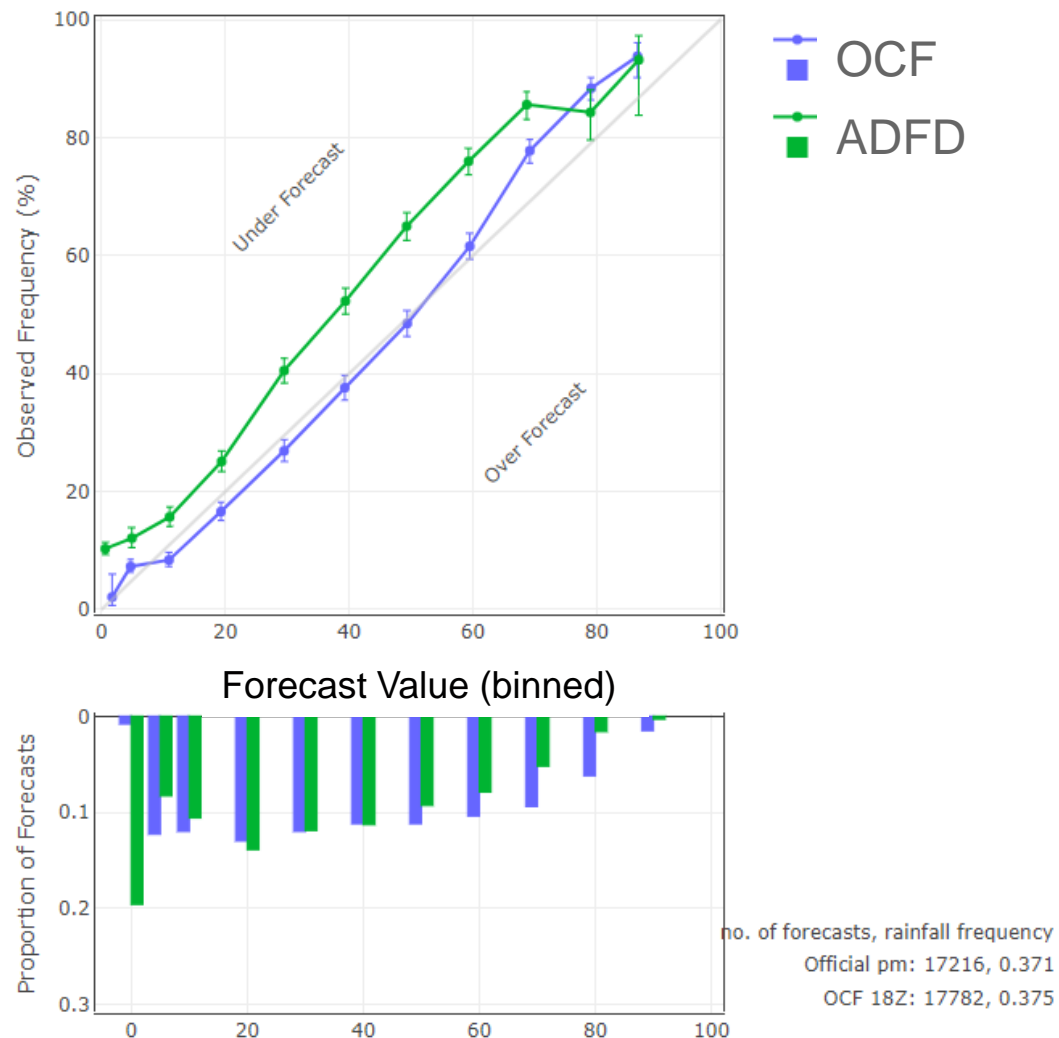 100
80
60
40
20
0
Observed Frequency (%)
Under Forecast
Over Forecast
0 20 40 60 80 100
OCF
ADFD
Forecast Value (binned)
0
0.1
0.2
0.3
Proportion of Forecasts
0 20 40 60 80 100
no. of forecasts, rainfall frequency
Official pm: 17216, 0.371
OCF 18Z: 17782, 0.375